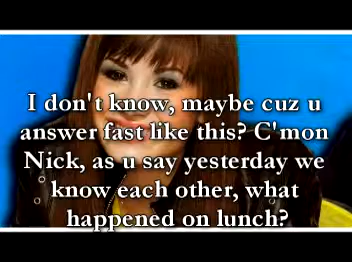 I don't know, maybe cuz u
answer fast like this? C'mon
Nick, as u say yesterday we
know each other, what
happened on lunch?